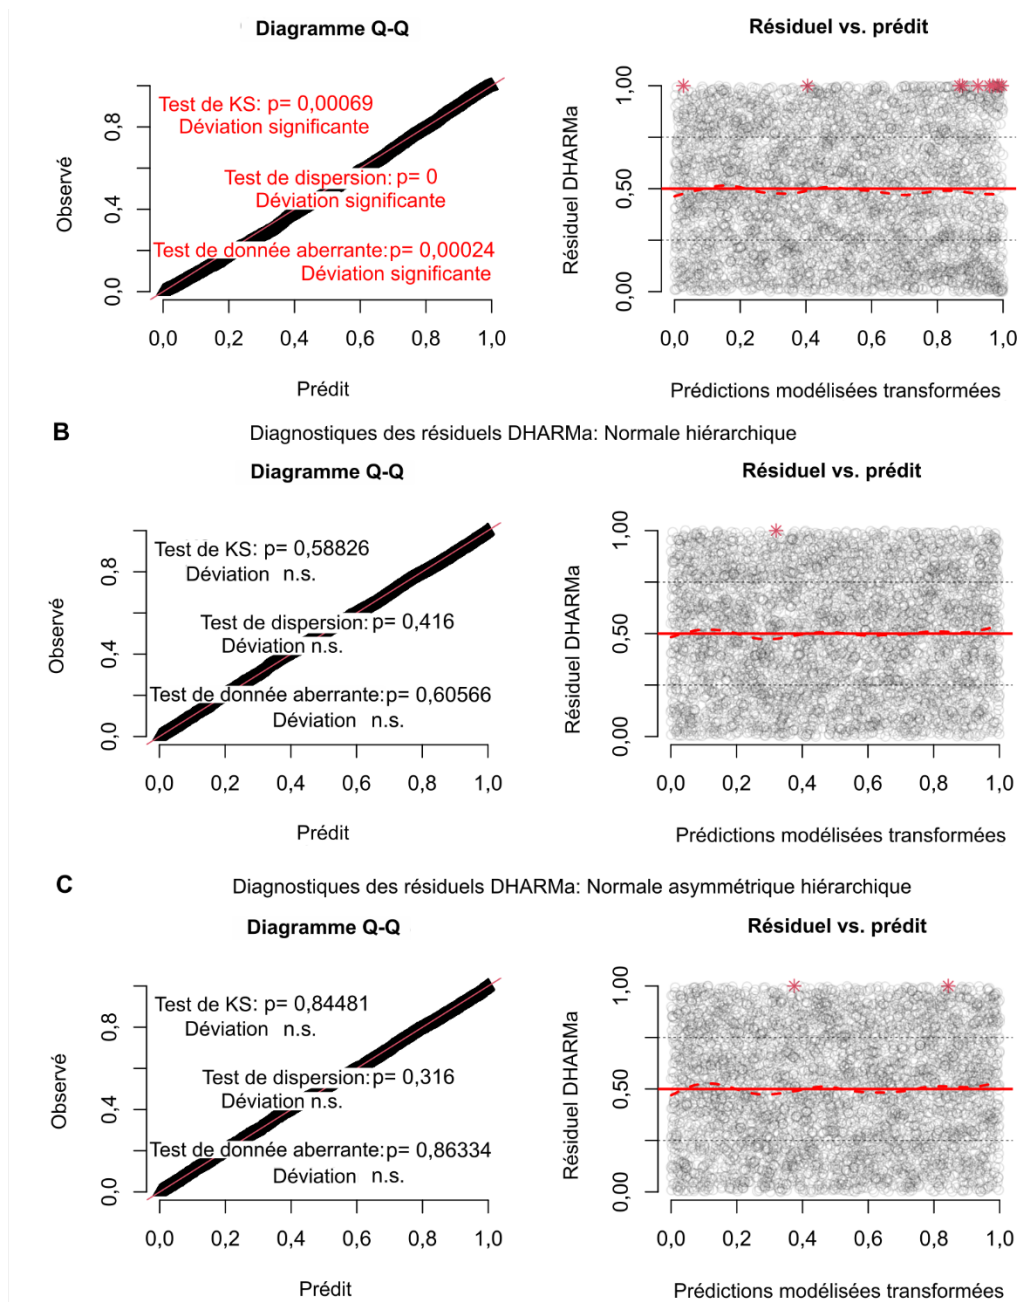 Diagramme Q-Q
Résiduel vs. prédit
Test de KS: p= 0,00069
Déviation significante
Test de dispersion: p= 0
Déviation significante
Test de donnée aberrante: p= 0,00024
Déviation significante
Observé
0,0 0,4 0,8
0,0 0,2 0,4 0,6 0,8 1,0
Prédit
Résiduel DHARMa
0,00 0,50 1,00
0,0 0,2 0,4 0,6 0,8 1,0
Prédictions modélisées transformées
B
Diagnostiques des résiduels DHARMa: Normale hiérarchique
Diagramme Q-Q
Résiduel vs. prédit
Test de KS: p= 0,58826
Déviation n.s.
Test de dispersion: p= 0,416
Déviation n.s.
Test de donnée aberrante: p= 0,60566
Déviation n.s.
Observé
0,0 0,4 0,8
0,0 0,2 0,4 0,6 0,8 1,0
Prédit
Résiduel DHARMa
0,00 0,50 1,00
0,0 0,2 0,4 0,6 0,8 1,0
Prédictions modélisées transformées
C
Diagnostiques des résiduels DHARMa: Normale asymmétrique hiérarchique
Diagramme Q-Q
Résiduel vs. prédit
Test de KS: p= 0,84481
Déviation n.s.
Test de dispersion: p= 0,316
Déviation n.s.
Test de donnée aberrante: p= 0,86334
Déviation n.s.
Observé
0,0 0,4 0,8
0,0 0,2 0,4 0,6 0,8 1,0
Prédit
Résiduel DHARMa
0,00 0,50 1,00
0,0 0,2 0,4 0,6 0,8 1,0
Prédictions modélisées transformées